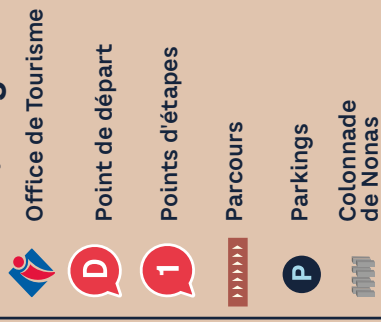 Office de Tourisme
D
Point de départ
1
Points d'étapes
Parcours
P
Parkings
Colonnade
de Nonas